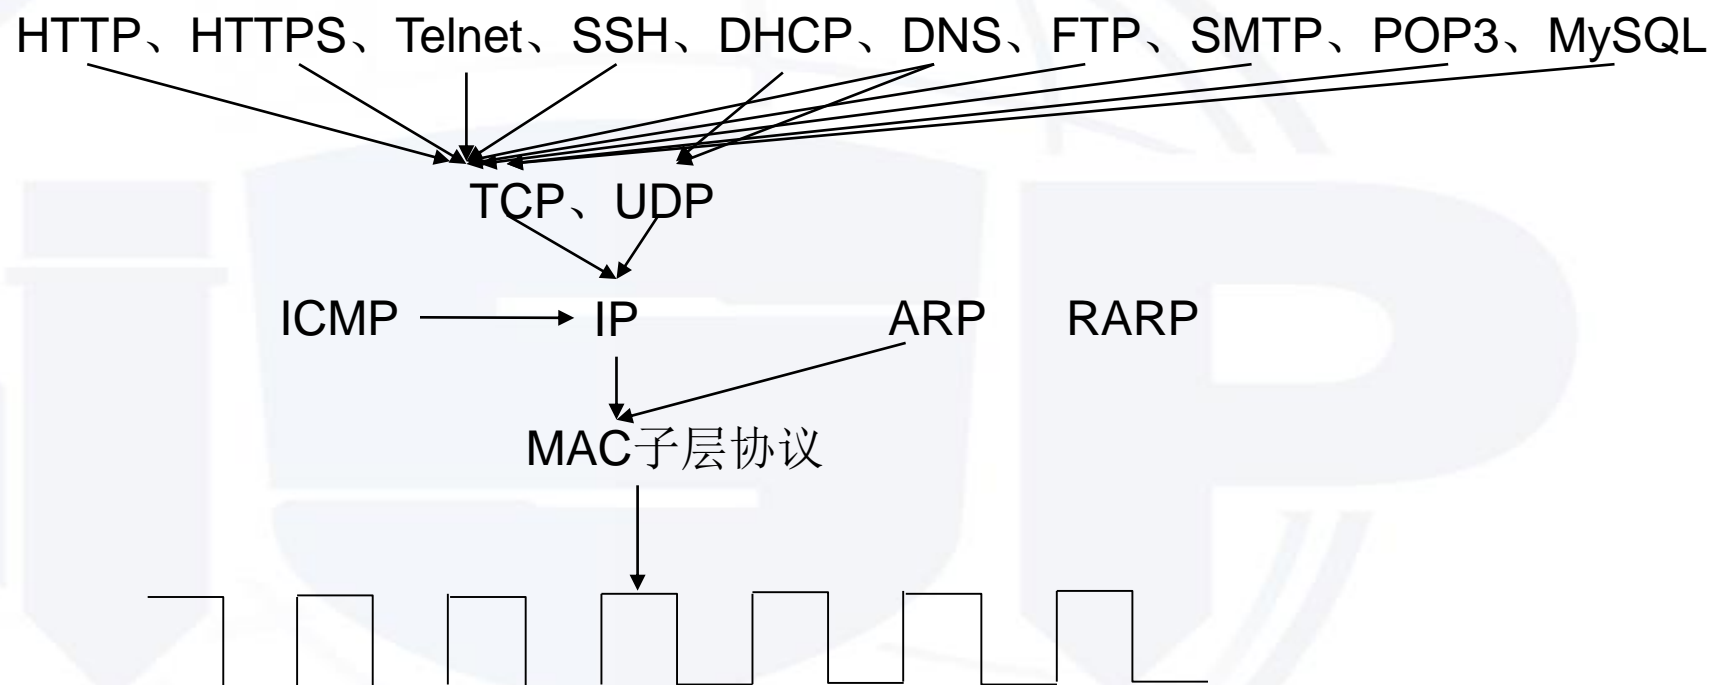 HTTP、HTTPS、Telnet、SSH、DHCP、DNS、FTP、SMTP、POP3、MySQL
TCP、UDP
ICMP IP ARP RARP
MAC子层协议